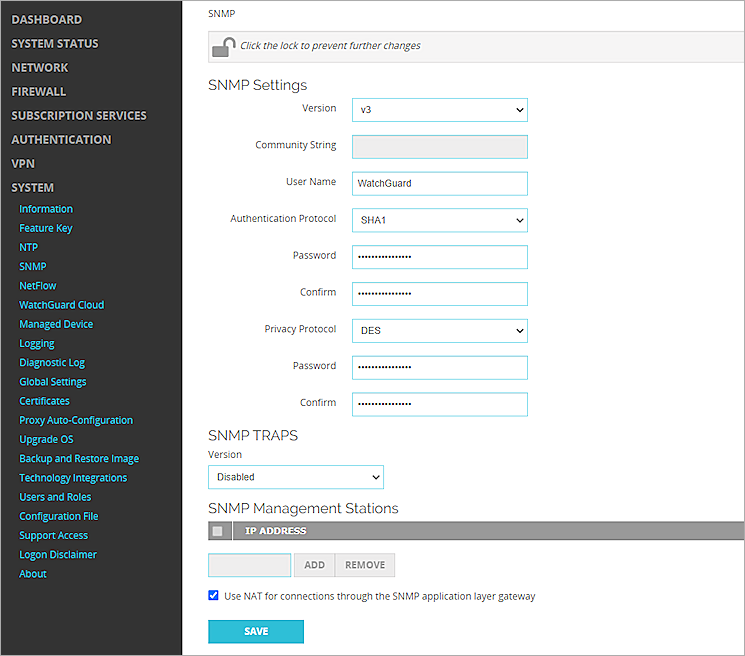 DASHBOARD
SYSTEM STATUS
NETWORK
FIREWALL
SUBSCRIPTION SERVICES
AUTHENTICATION
VPN
SYSTEM
Information
Feature Key
NTP
SNMP
NetFlow
WatchGuard Cloud
Managed Device
Logging
Diagnostic Log
Global Settings
Certificates
Proxy Auto-Configuration
Upgrade OS
Backup and Restore Image
Technology Integrations
Users and Roles
Configuration File
Support Access
Logon Disclaimer
About
SNMP
Click the lock to prevent further changes
SNMP Settings
Version v3
Community String
User Name WatchGuard
Authentication Protocol SHA1
Password ••••••••••••••••
Confirm ••••••••••••••••
Privacy Protocol DES
Password ••••••••••••••••
Confirm ••••••••••••••••
SNMP TRAPS
Version
Disabled
SNMP Management Stations
IP ADDRESS
ADD REMOVE
Use NAT for connections through the SNMP application layer gateway
SAVE